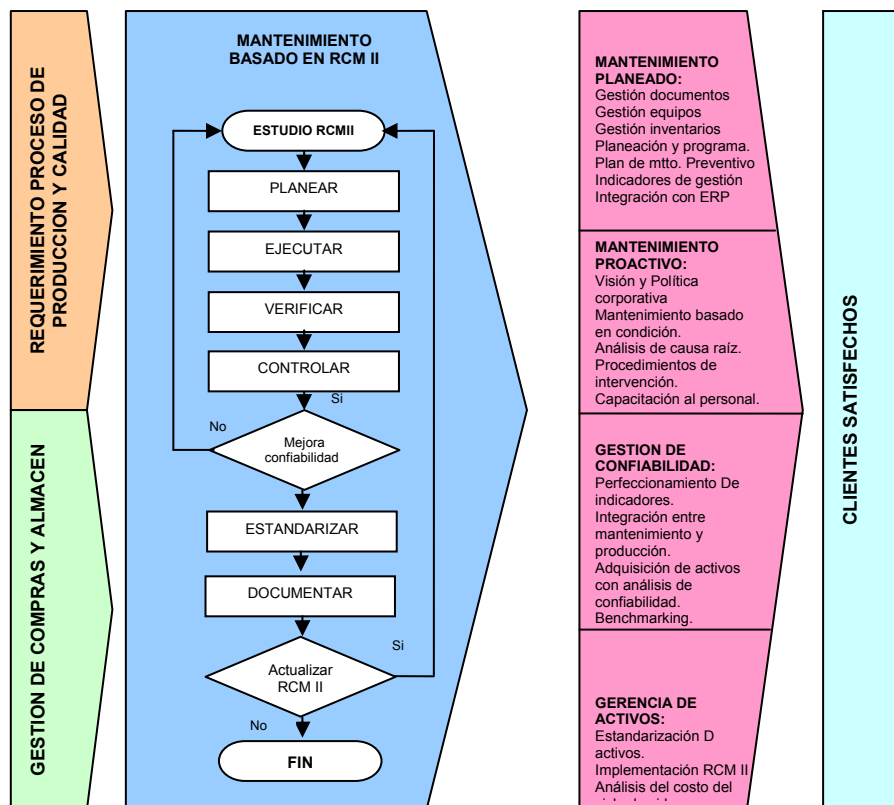 REQUERIMIENTO PROCESO DE
PRODUCCION Y CALIDAD
GESTION DE COMPRAS Y ALMACEN
MANTENIMIENTO
BASADO EN RCM II
ESTUDIO RCMII
PLANEAR
EJECUTAR
VERIFICAR
CONTROLAR
Si
No
Mejora
confiabilidad
ESTANDARIZAR
DOCUMENTAR
Si
Actualizar
RCM II
No
FIN
MANTENIMIENTO
PLANEADO:
Gestión documentos
Gestión equipos
Gestión inventarios
Planeación y programa.
Plan de mtto. Preventivo
Indicadores de gestión
Integración con ERP
MANTENIMIENTO
PROACTIVO:
Visión y Política
corporativa
Mantenimiento basado
en condición.
Análisis de causa raíz.
Procedimientos de
intervención.
Capacitación al personal.
GESTION DE
CONFIABILIDAD:
Perfeccionamiento De
indicadores.
Integración entre
mantenimiento y
producción.
Adquisición de activos
con análisis de
confiabilidad.
Benchmarking.
GERENCIA DE
ACTIVOS:
Estandarización D
activos.
Implementación RCM II
Análisis del costo del
CLIENTES SATISFECHOS